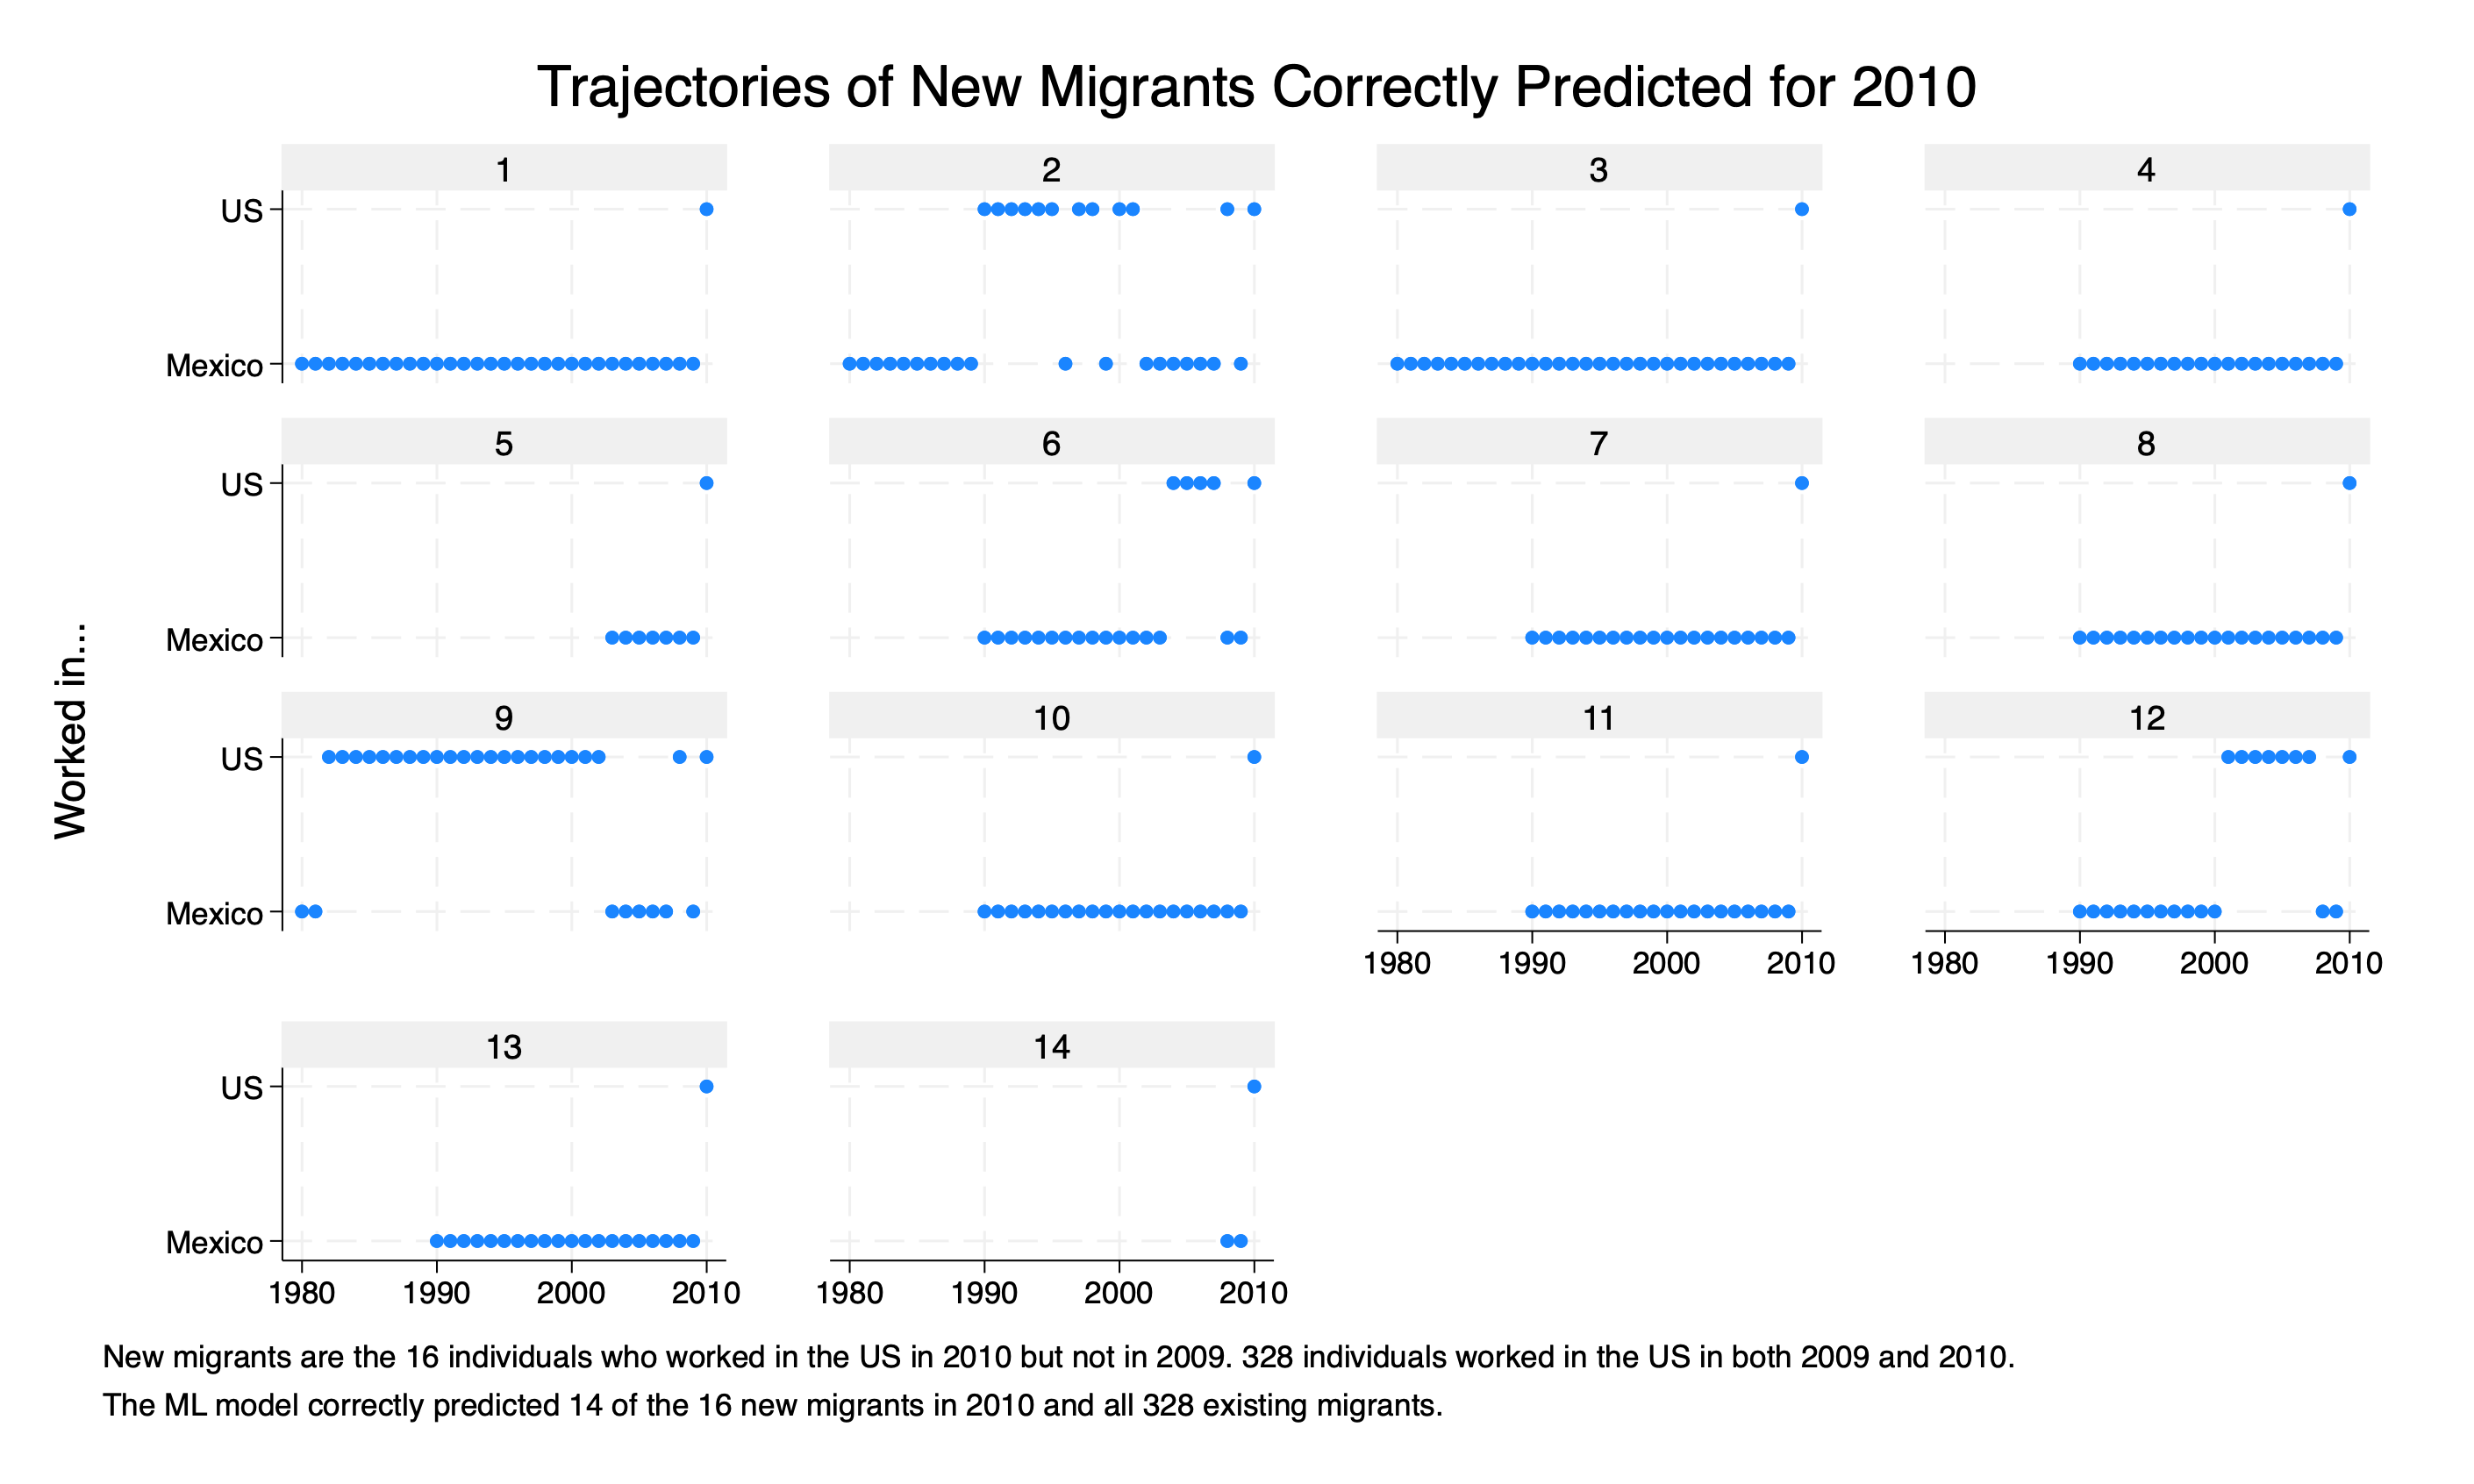 Trajectories of New Migrants Correctly Predicted for 2010
1
2
3
4
US
Mexico
5
6
7
8
US
Mexico
Worked in...
9
10
11
12
US
Mexico
1980 1990 2000 2010
1980 1990 2000 2010
13
14
US
Mexico
1980 1990 2000 2010
1980 1990 2000 2010
New migrants are the 16 individuals who worked in the US in 2010 but not in 2009. 328 individuals worked in the US in both 2009 and 2010.
The ML model correctly predicted 14 of the 16 new migrants in 2010 and all 328 existing migrants.